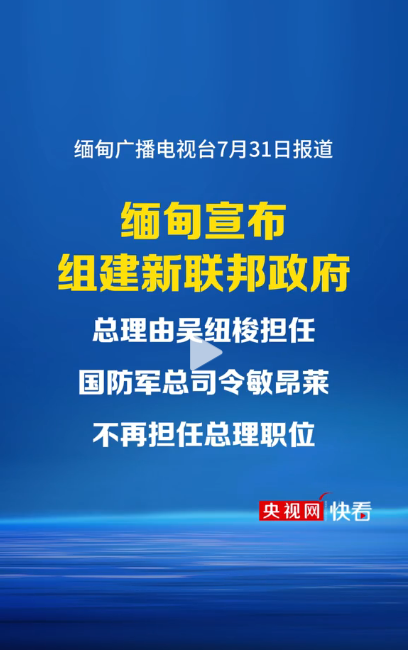 缅甸广播电视台7月31日报道
缅甸宣布
组建新联邦政府
总理由吴纽梭担任
国防军总司令敏昂莱
不再担任总理职位
央视网 快看